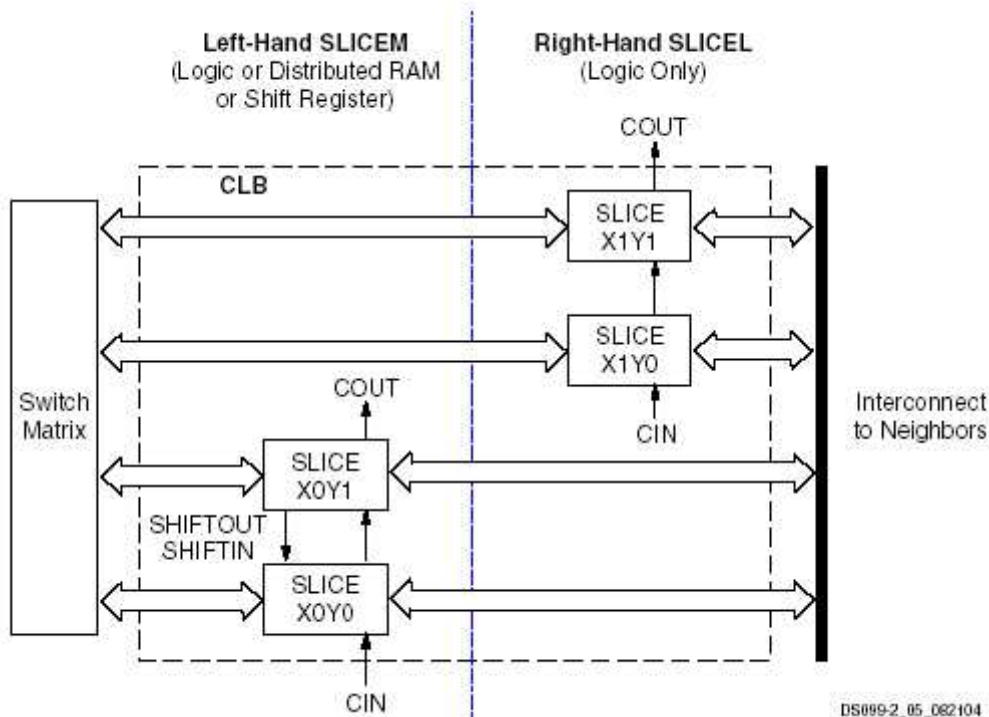 Left-Hand SLICEM
(Logic or Distributed RAM
or Shift Register)
Right-Hand SLICEL
(Logic Only)
COUT
CLB
SLICE
X1Y1
SLICE
X1Y0
Switch
Matrix
COUT
CIN
Interconnect
to Neighbors
SLICE
X0Y1
SHIFTOUT
SHIFTIN
SLICE
X0Y0
CIN
DS099-2_05_082104